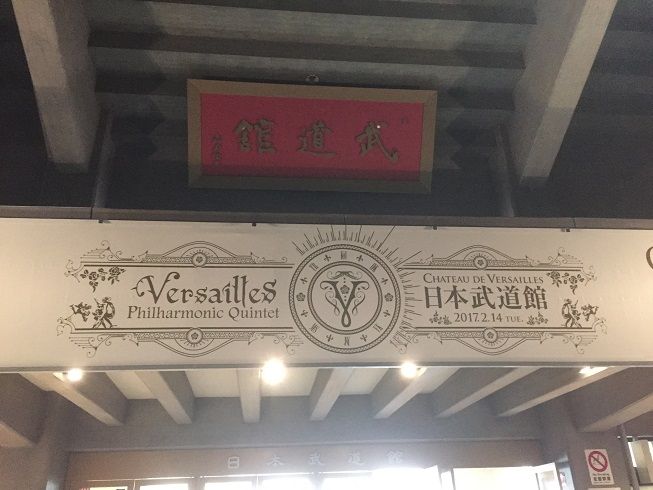 武道館
Versailles
Philharmonic Quintet
V
CHATEAU DE VERSAILLES
日本武道館
2017.2.14 TUE.
日本武道館